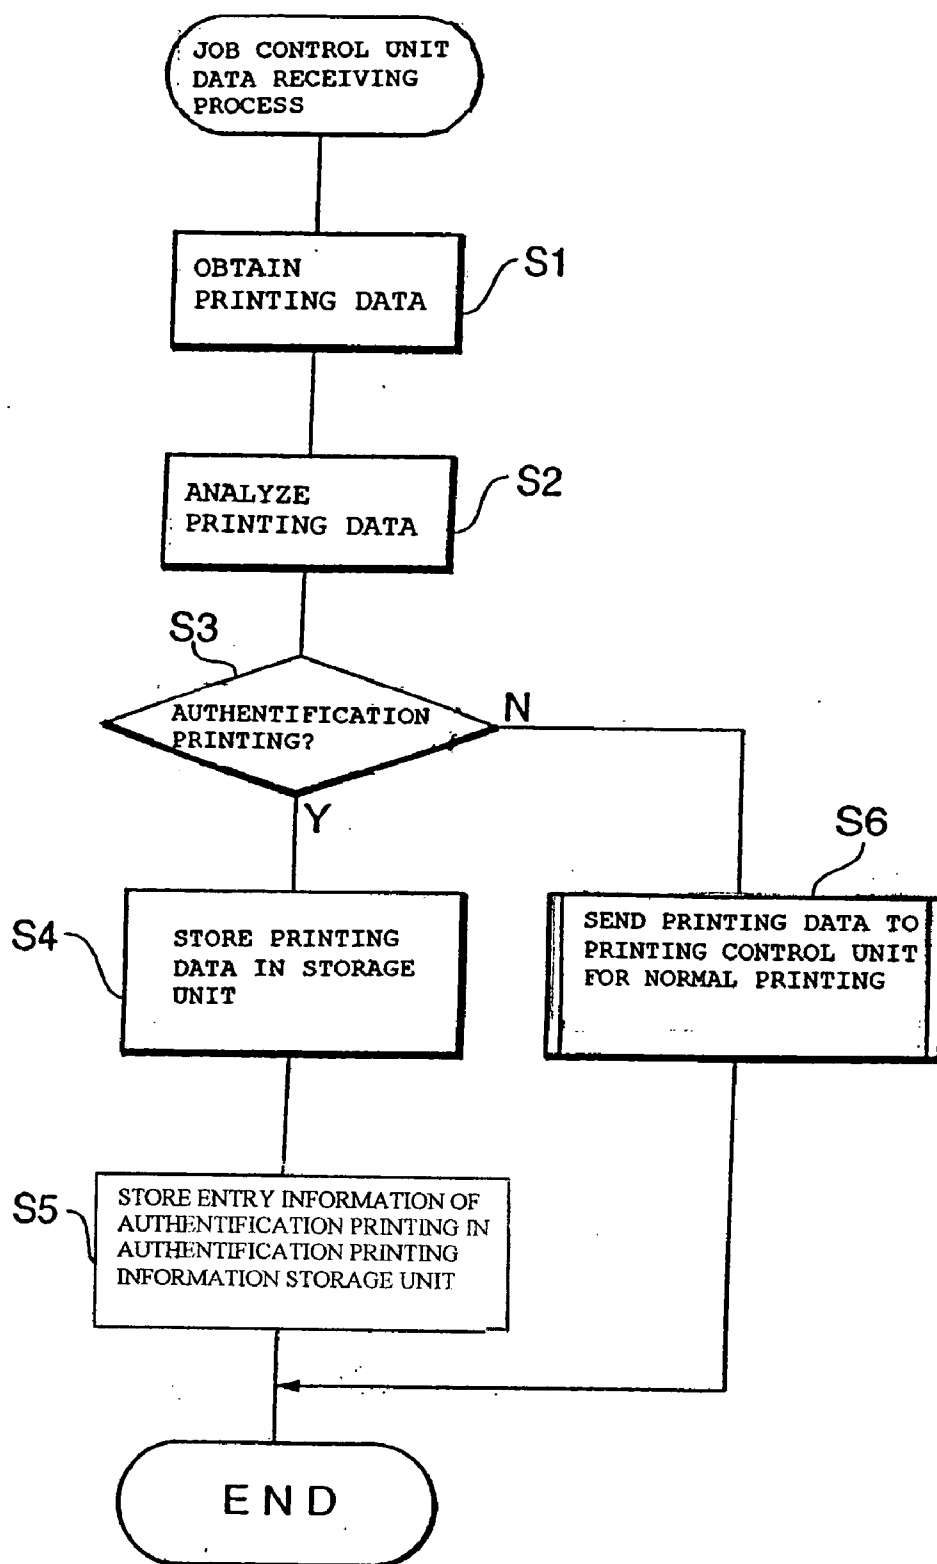 JOB CONTROL UNIT
DATA RECEIVING
PROCESS
OBTAIN
PRINTING DATA
S1
ANALYZE
PRINTING DATA
S2
S3
AUTHENTIFICATION
PRINTING?
N
Y
S6
S4
STORE PRINTING
DATA IN STORAGE
UNIT
SEND PRINTING DATA TO
PRINTING CONTROL UNIT
FOR NORMAL PRINTING
S5
STORE ENTRY INFORMATION OF
AUTHENTIFICATION PRINTING IN
AUTHENTIFICATION PRINTING
INFORMATION STORAGE UNIT
END